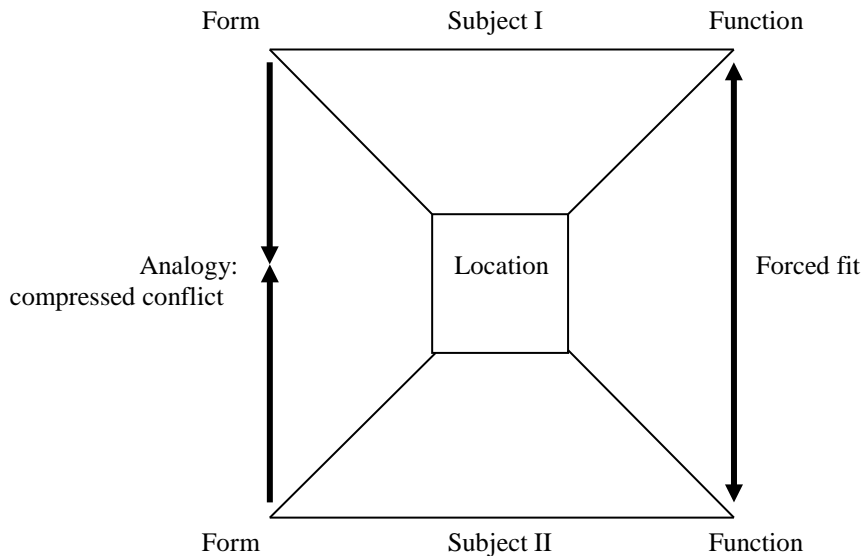 Form Subject I Function
Analogy:
compressed conflict
Location
Forced fit
Form Subject II Function